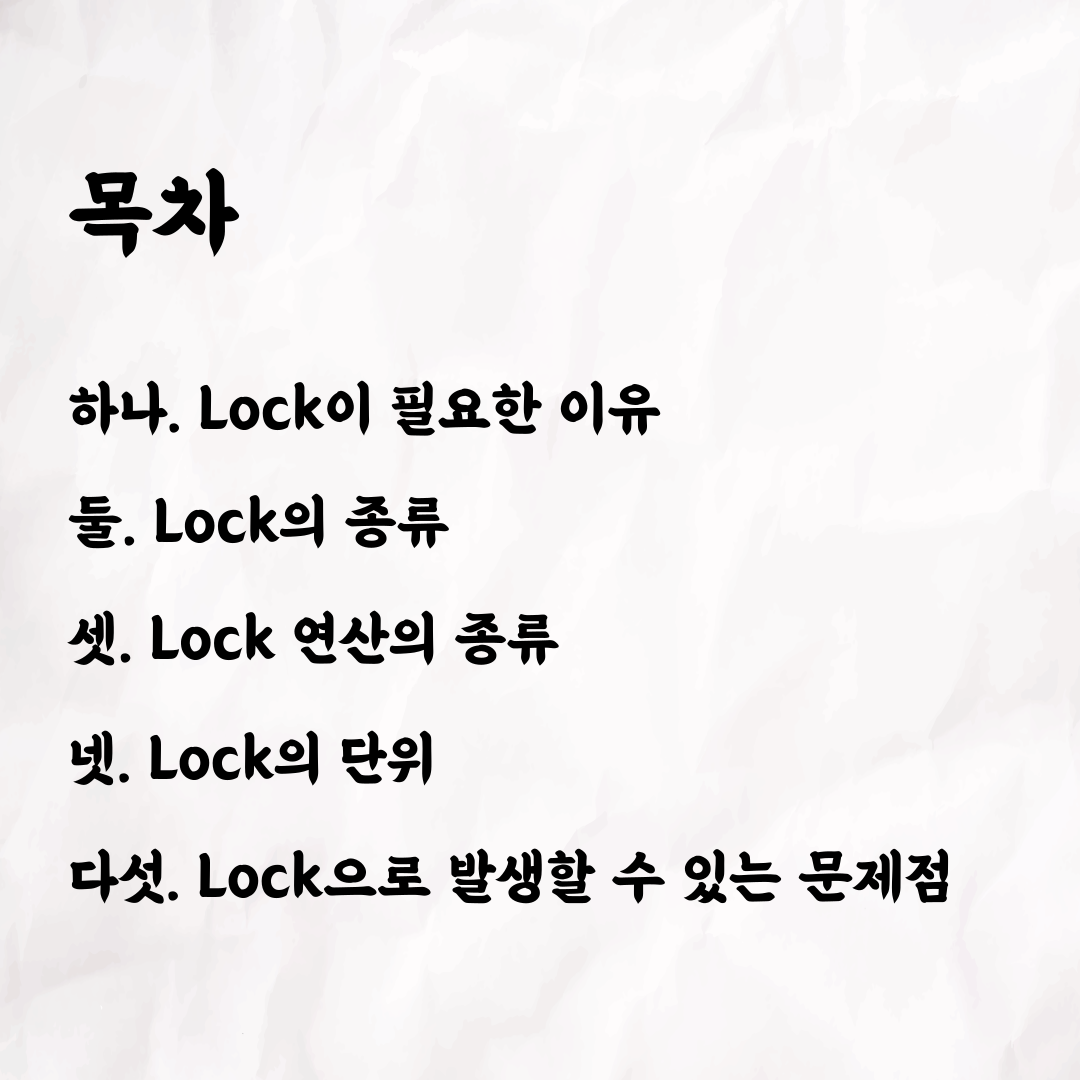 목차
하나. Lock이 필요한 이유
둘. Lock의 종류
셋. Lock 연산의 종류
넷. Lock의 단위
다섯. Lock으로 발생할 수 있는 문제점